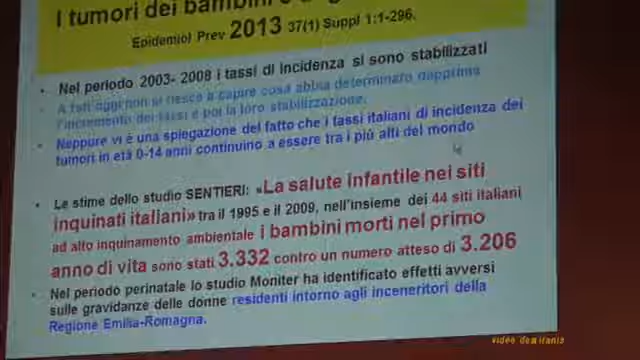 I tumori dei bambini e
Epidemiol Prev 2013 37(1) Suppl 1:1-296.
• Nel periodo 2003- 2008 i tassi di incidenza si sono stabilizzati
• A tutt'oggi non si riesce a capire cosa abbia determinato dapprima
l'incremento dei tassi e poi la loro stabilizzazione.
• Neppure vi è una spiegazione del fatto che i tassi italiani di incidenza dei
tumori in età 0-14 anni continuino a essere tra i più alti del mondo
• Le stime dello studio SENTIERI: «La salute infantile nei siti
inquinati italiani» tra il 1995 e il 2009, nell'insieme dei 44 siti italiani
ad alto inquinamento ambientale i bambini morti nel primo
anno di vita sono stati 3.332 contro un numero atteso di 3.206
• Nel periodo perinatale lo studio Moniter ha identificato effetti avversi
sulle gravidanze delle donne residenti intorno agli inceneritori della
Regione Emilia-Romagna.